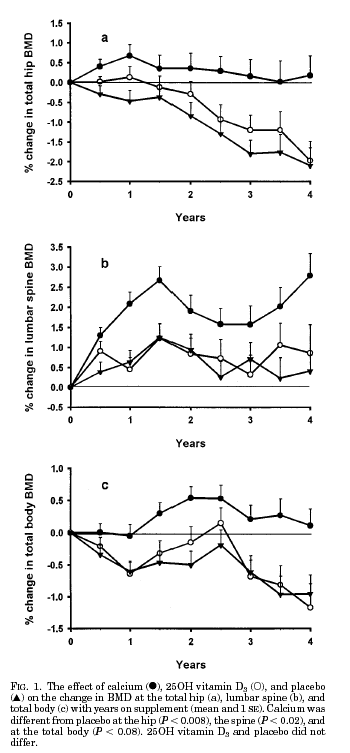 a
% change in total hip BMD
1.5
1.0
0.5
0.0
-0.5
-1.0
-1.5
-2.0
-2.5
0 1 2 3 4
Years
b
% change in lumbar spine BMD
3.5
3.0
2.5
2.0
1.5
1.0
0.5
0.0
-0.5
0 1 2 3 4
Years
c
% change in total body BMD
1.0
0.5
0.0
-0.5
-1.0
-1.5
0 1 2 3 4
Years
FIG. 1. The effect of calcium (●), 25OH vitamin D₃ (○), and placebo
(▲) on the change in BMD at the total hip (a), lumbar spine (b), and
total body (c) with years on supplement (mean and 1 SE). Calcium was
different from placebo at the hip (P < 0.008), the spine (P < 0.02), and
at the total body (P < 0.08). 25OH vitamin D₃ and placebo did not
differ.